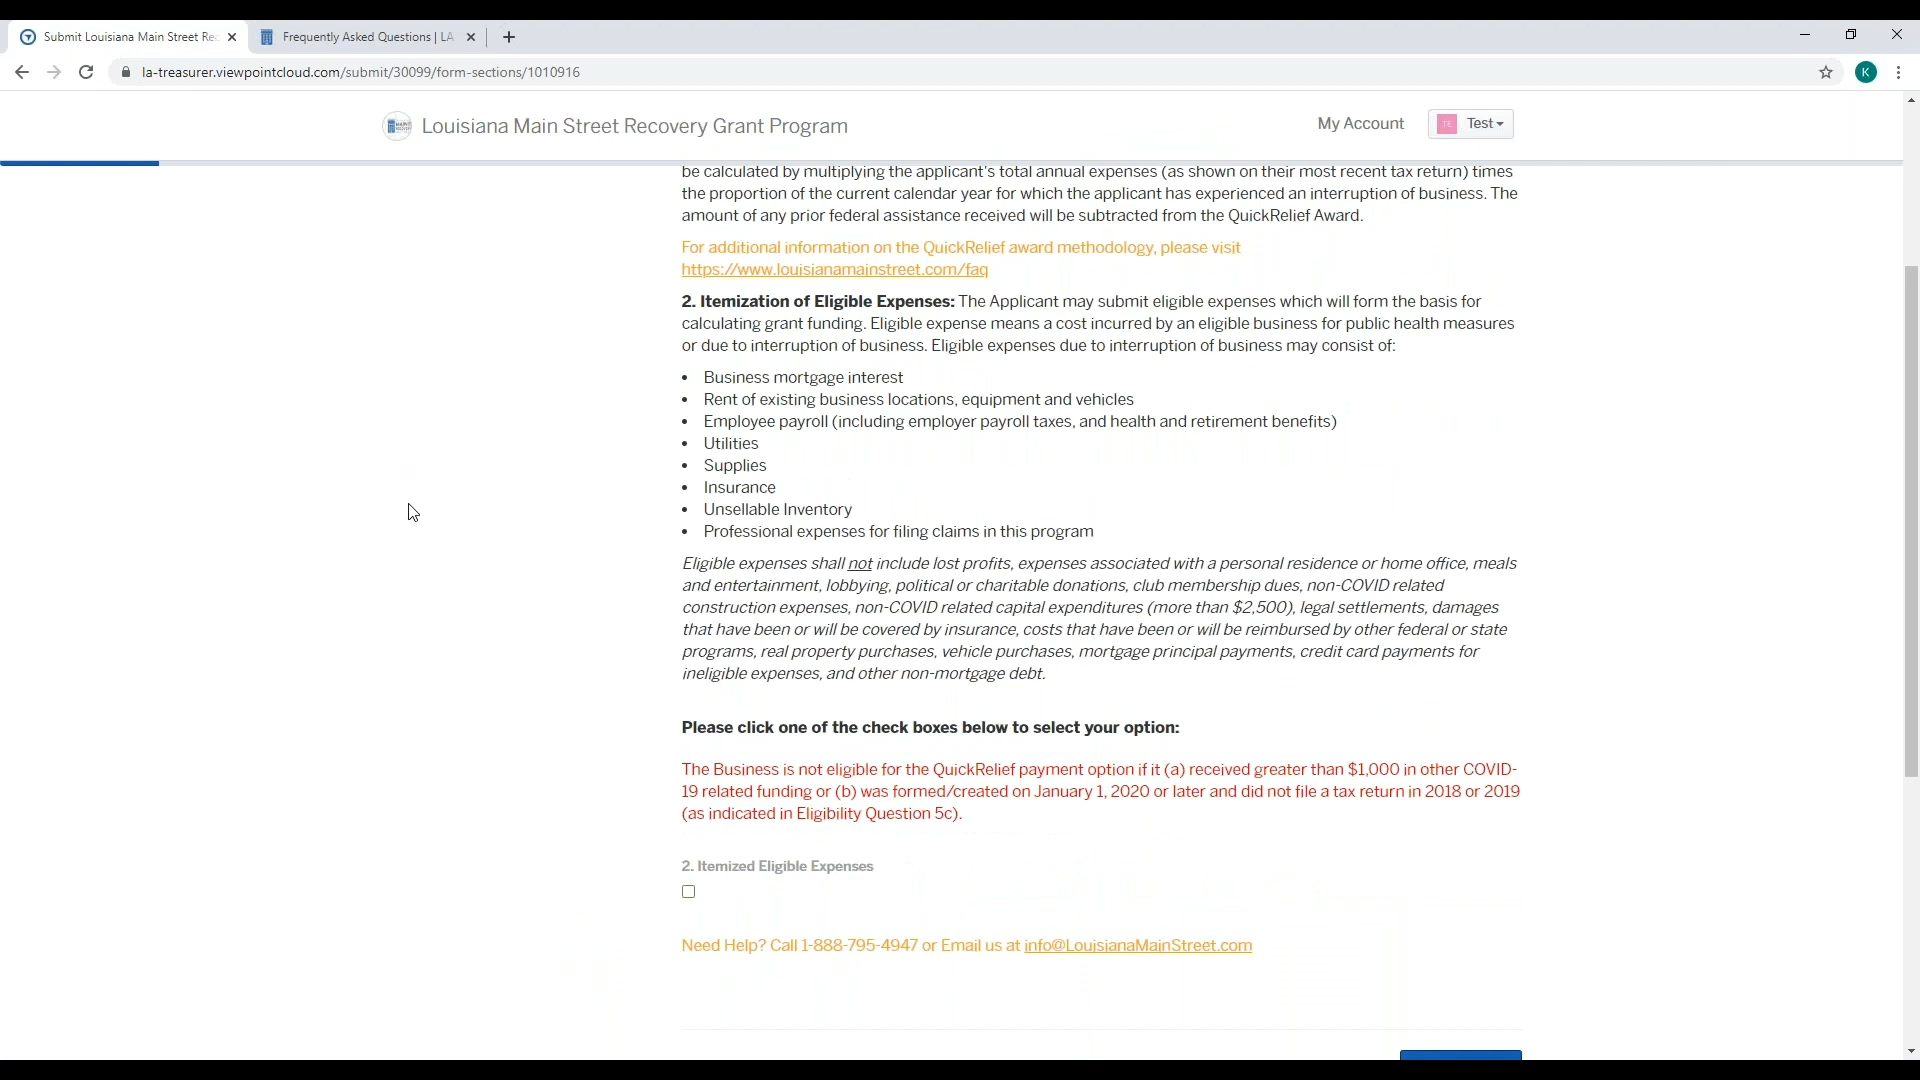 Submit Louisiana Main Street Rec
Frequently Asked Questions | LA
la-treasurer.viewpointcloud.com/submit/30099/form-sections/1010916
K
Louisiana Main Street Recovery Grant Program
My Account
TE
Test
be calculated by multiplying the applicant's total annual expenses (as shown on their most recent tax return) times
the proportion of the current calendar year for which the applicant has experienced an interruption of business. The
amount of any prior federal assistance received will be subtracted from the QuickRelief Award.
For additional information on the QuickRelief award methodology, please visit
https://www.louisianamainstreet.com/faq
2. Itemization of Eligible Expenses: The Applicant may submit eligible expenses which will form the basis for
calculating grant funding. Eligible expense means a cost incurred by an eligible business for public health measures
or due to interruption of business. Eligible expenses due to interruption of business may consist of:
• Business mortgage interest
• Rent of existing business locations, equipment and vehicles
• Employee payroll (including employer payroll taxes, and health and retirement benefits)
• Utilities
• Supplies
• Insurance
• Unsellable Inventory
• Professional expenses for filing claims in this program
Eligible expenses shall not include lost profits, expenses associated with a personal residence or home office, meals
and entertainment, lobbying, political or charitable donations, club membership dues, non-COVID related
construction expenses, non-COVID related capital expenditures (more than $2,500), legal settlements, damages
that have been or will be covered by insurance, costs that have been or will be reimbursed by other federal or state
programs, real property purchases, vehicle purchases, mortgage principal payments, credit card payments for
ineligible expenses, and other non-mortgage debt.
Please click one of the check boxes below to select your option:
The Business is not eligible for the QuickRelief payment option if it (a) received greater than $1,000 in other COVID-
19 related funding or (b) was formed/created on January 1, 2020 or later and did not file a tax return in 2018 or 2019
(as indicated in Eligibility Question 5c).
2. Itemized Eligible Expenses
Need Help? Call 1-888-795-4947 or Email us at info@LouisianaMainStreet.com